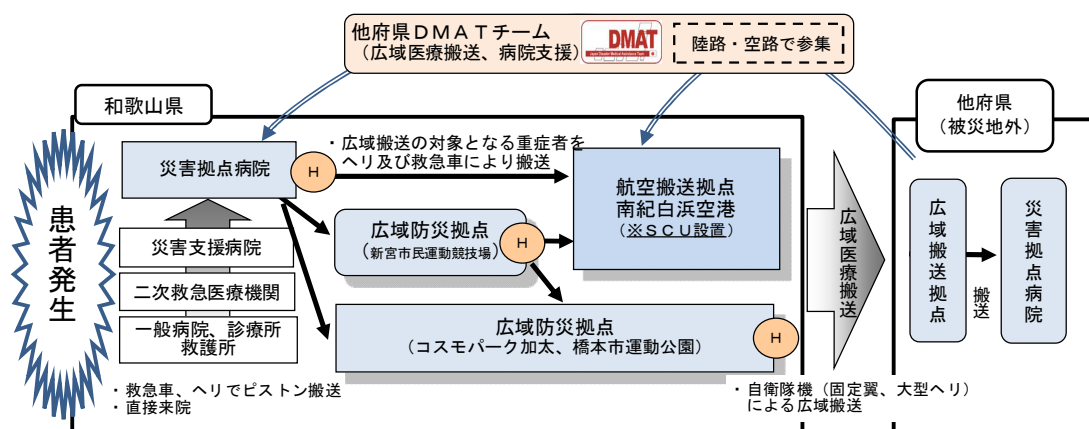 他府県DMATチーム
（広域医療搬送、病院支援）
DMAT
Japan Disaster Medical Assistance Team
陸路・空路で参集
和歌山県
他府県
（被災地外）
患者発生
災害拠点病院
H
・広域搬送の対象となる重症者を
ヘリ及び救急車により搬送
航空搬送拠点
南紀白浜空港
（※ＳＣＵ設置）
災害支援病院
二次救急医療機関
一般病院、診療所
救護所
広域防災拠点
（新宮市民運動競技場）
H
広域防災拠点
（コスモパーク加太、橋本市運動公園）
H
広域医療搬送
広域搬送拠点
搬送
災害拠点病院
・救急車、ヘリでピストン搬送
・直接来院
・自衛隊機（固定翼、大型ヘリ）
による広域搬送